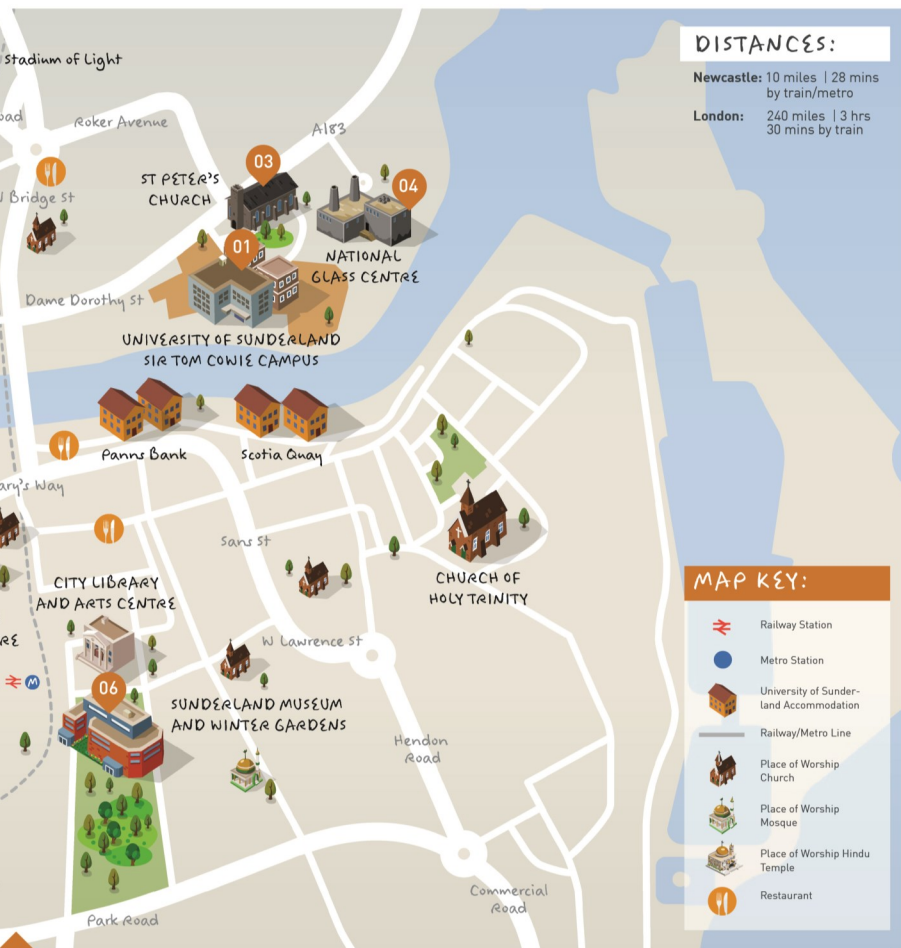 Stadium of Light
Roker Avenue
A183
DISTANCES:
Newcastle: 10 miles | 28 mins
by train/metro
London: 240 miles | 3 hrs
30 mins by train
03
ST PETER'S
CHURCH
04
Bridge St
01
NATIONAL
GLASS CENTRE
Dame Dorothy St
UNIVERSITY OF SUNDERLAND
SIR TOM COWIE CAMPUS
Panns Bank
Scotia Quay
ary's Way
Sans St
CHURCH OF
HOLY TRINITY
CITY LIBRARY
AND ARTS CENTRE
RE
W Lawrence St
M
06
SUNDERLAND MUSEUM
AND WINTER GARDENS
Hendon
Road
Commercial
Road
Park Road
MAP KEY:
Railway Station
Metro Station
University of Sunder-
land Accommodation
Railway/Metro Line
Place of Worship
Church
Place of Worship
Mosque
Place of Worship Hindu
Temple
Restaurant